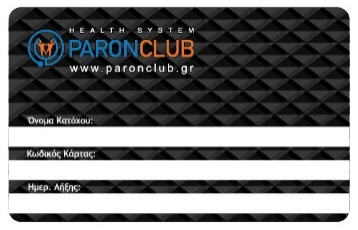 HEALTH SYSTEM
PARONCLUB
www.paronclub.gr
Όνομα Κατόχου:
Κωδικός Κάρτας:
Ημερ. Λήξης: